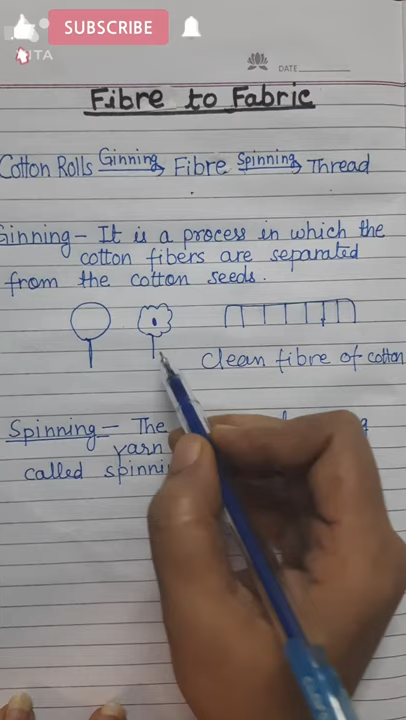 SUBSCRIBE
ITA
DATE
Fibre to Fabric
Cotton Rolls Ginning Fibre Spinning Thread
Ginning - It is a process in which the
cotton fibers are separated
from the cotton seeds.
Clean fibre of cotton
Spinning - The
yarn
called